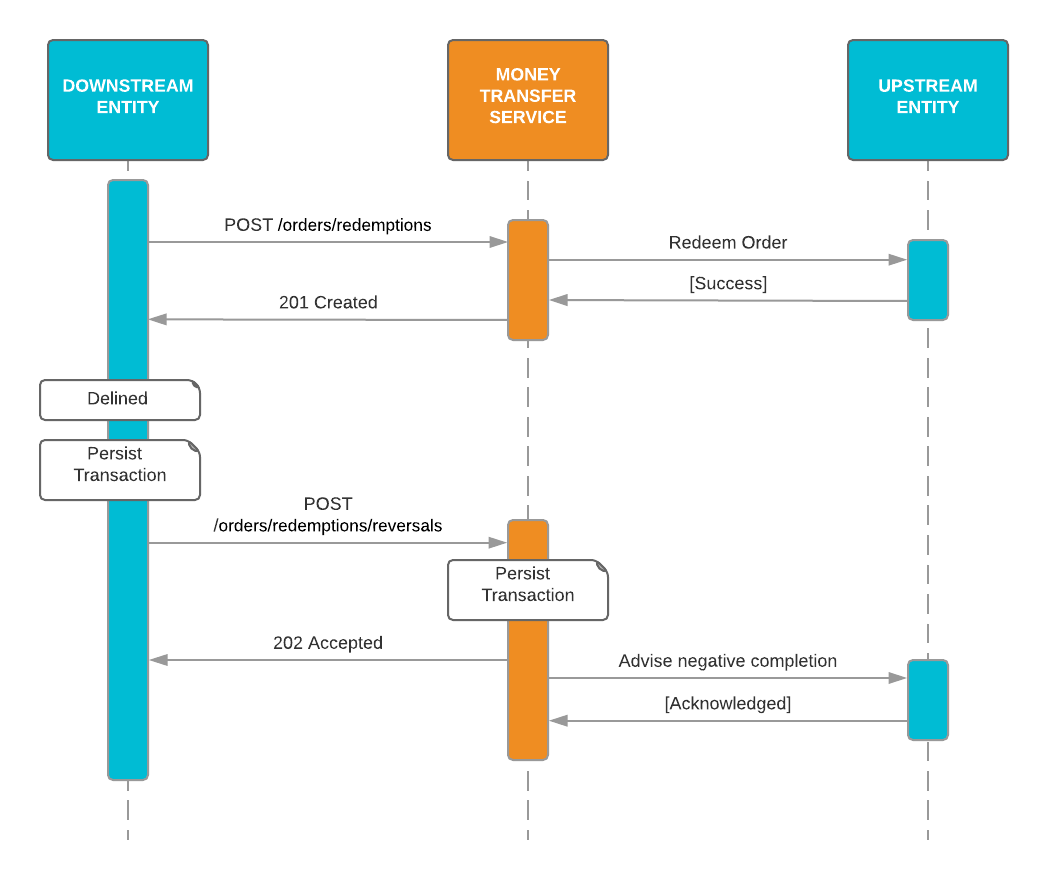 DOWNSTREAM
ENTITY
MONEY
TRANSFER
SERVICE
UPSTREAM
ENTITY
POST /orders/redemptions
Redeem Order
[Success]
201 Created
Delined
Persist
Transaction
POST
/orders/redemptions/reversals
Persist
Transaction
202 Accepted
Advise negative completion
[Acknowledged]